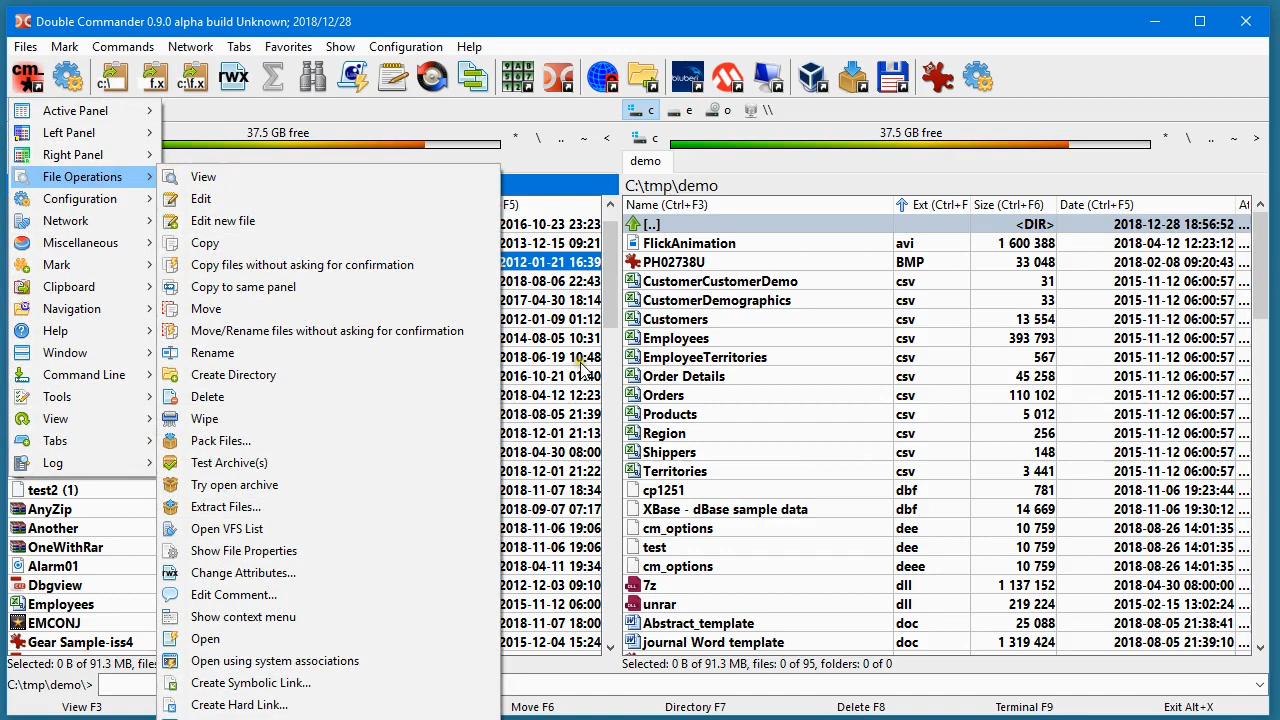 Double Commander 0.9.0 alpha build Unknown; 2018/12/28
Files Mark Commands Network Tabs Favorites Show Configuration Help
cm_ c:\ f.x c:\f.x rwx bluberi
c e o \\
37.5 GB free * \ .. ~ <
c 37.5 GB free * \ .. ~ >
demo
C:\tmp\demo
Active Panel
Left Panel
Right Panel
File Operations
Configuration
Network
Miscellaneous
Mark
Clipboard
Navigation
Help
Window
Command Line
Tools
View
Tabs
Log
View
Edit
Edit new file
Copy
Copy files without asking for confirmation
Copy to same panel
Move
Move/Rename files without asking for confirmation
Rename
Create Directory
Delete
Wipe
Pack Files...
Test Archive(s)
Try open archive
Extract Files...
Open VFS List
Show File Properties
Change Attributes...
Edit Comment...
Show context menu
Open
Open using system associations
Create Symbolic Link...
Create Hard Link...
F5)
2016-10-23 23:23
2013-12-15 09:21
2012-01-21 16:39
2018-08-06 22:43
2017-04-30 18:14
2012-01-09 01:12
2014-08-05 10:31
2018-06-19 10:48
2016-10-21 01:40
2018-04-12 12:23
2018-08-05 21:39
2018-12-01 21:13
2018-04-30 08:00
2018-12-01 21:22
test2 (1) 2018-11-07 18:34
AnyZip 2018-09-07 07:17
Another 2018-11-06 19:06
OneWithRar 2018-11-06 19:06
Alarm01 2018-04-11 19:34
Dbgview 2012-12-03 09:10
Employees 2015-11-12 06:00
EMCONJ 2018-11-07 18:00
Gear Sample-iss4 2015-12-04 15:24
Name (Ctrl+F3) Ext (Ctrl+F Size (Ctrl+F6) Date (Ctrl+F5) At
[..] <DIR> 2018-12-28 18:56:52 ...
FlickAnimation avi 1 600 388 2018-04-12 12:23:12 ...
PH02738U BMP 33 048 2018-02-08 09:20:43 ...
CustomerCustomerDemo csv 31 2015-11-12 06:00:57 ...
CustomerDemographics csv 33 2015-11-12 06:00:57 ...
Customers csv 13 554 2015-11-12 06:00:57 ...
Employees csv 393 793 2015-11-12 06:00:57 ...
EmployeeTerritories csv 567 2015-11-12 06:00:57 ...
Order Details csv 45 258 2015-11-12 06:00:57 ...
Orders csv 110 102 2015-11-12 06:00:57 ...
Products csv 5 012 2015-11-12 06:00:57 ...
Region csv 256 2015-11-12 06:00:57 ...
Shippers csv 148 2015-11-12 06:00:57 ...
Territories csv 3 441 2015-11-12 06:00:57 ...
cp1251 dbf 781 2018-11-06 19:23:44 ...
XBase - dBase sample data dbf 14 669 2018-11-06 19:30:12 ...
cm_options dee 10 759 2018-08-26 14:01:35 ...
test dee 10 759 2018-08-26 14:01:35 ...
cm_options deee 10 759 2018-08-26 14:01:35 ...
7z dll 1 137 152 2018-04-30 08:00:00 ...
unrar dll 219 224 2015-02-15 13:02:24 ...
Abstract_template doc 25 088 2018-08-05 21:38:41 ...
journal Word template doc 1 319 424 2018-08-05 21:39:10 ...
Selected: 0 B of 91.3 MB, files: 0 of 95, folders: 0 of 0
C:\tmp\demo\>
View F3 Move F6 Directory F7 Delete F8 Terminal F9 Exit Alt+X